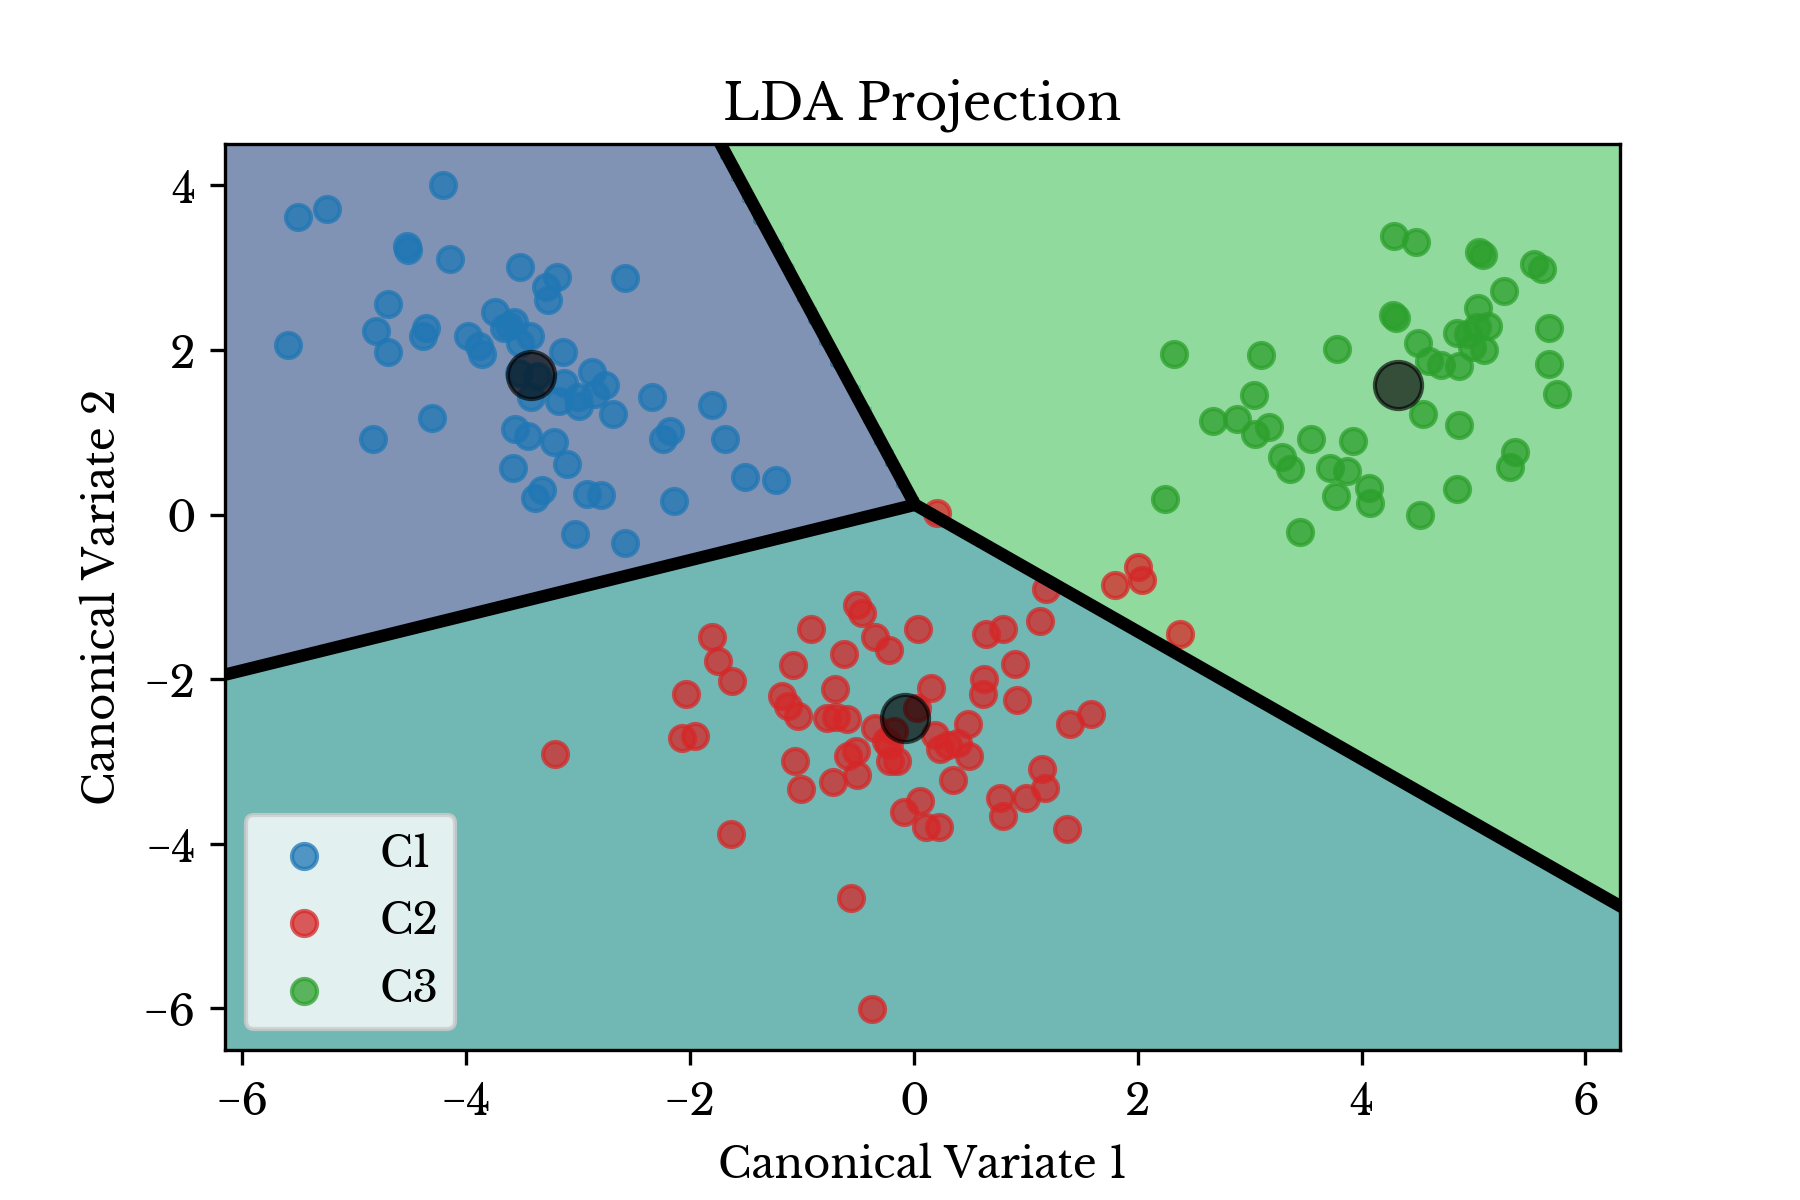 LDA Projection
4
2
0
−2
−4
−6
Canonical Variate 2
C1
C2
C3
−6 −4 −2 0 2 4 6
Canonical Variate 1